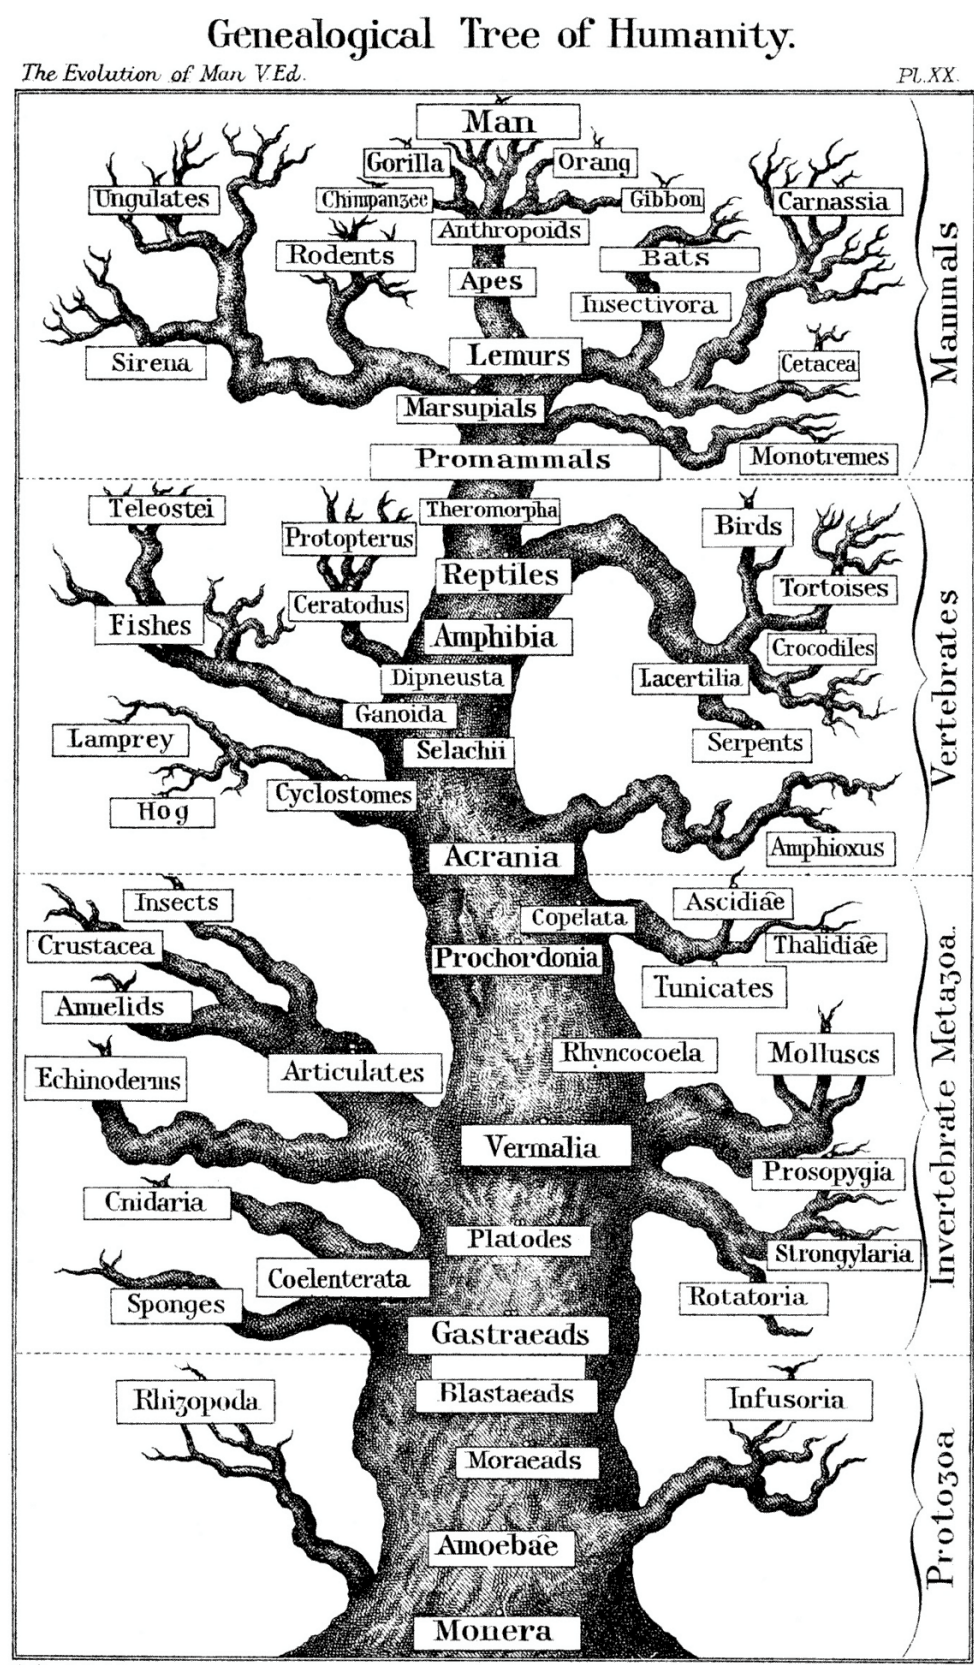 Genealogical Tree of Humanity.
The Evolution of Man V.Ed.
Pl.XX.
Man
Gorilla
Orang
Chimpanzee
Gibbon
Ungulates
Carnassia
Anthropoids
Rodents
Bats
Apes
Insectivora
Lemurs
Sirena
Cetacea
Marsupials
Promammals
Monotremes
Mammals
Teleostei
Theromorpha
Protopterus
Birds
Reptiles
Tortoises
Ceratodus
Fishes
Amphibia
Crocodiles
Dipneusta
Lacertilia
Ganoida
Lamprey
Selachii
Serpents
Cyclostomes
Hog
Amphioxus
Acrania
Vertebrates
Insects
Ascidiae
Copelata
Crustacea
Thalidiae
Prochordonia
Tunicates
Annelids
Rhyncocoela
Molluscs
Articulates
Echinoderms
Vermalia
Prosopygia
Cnidaria
Platodes
Strongylaria
Coelenterata
Rotatoria
Sponges
Gastraeads
Invertebrate Metazoa.
Blastaeads
Rhizopoda
Infusoria
Moraeads
Amoebae
Monera
Protozoa